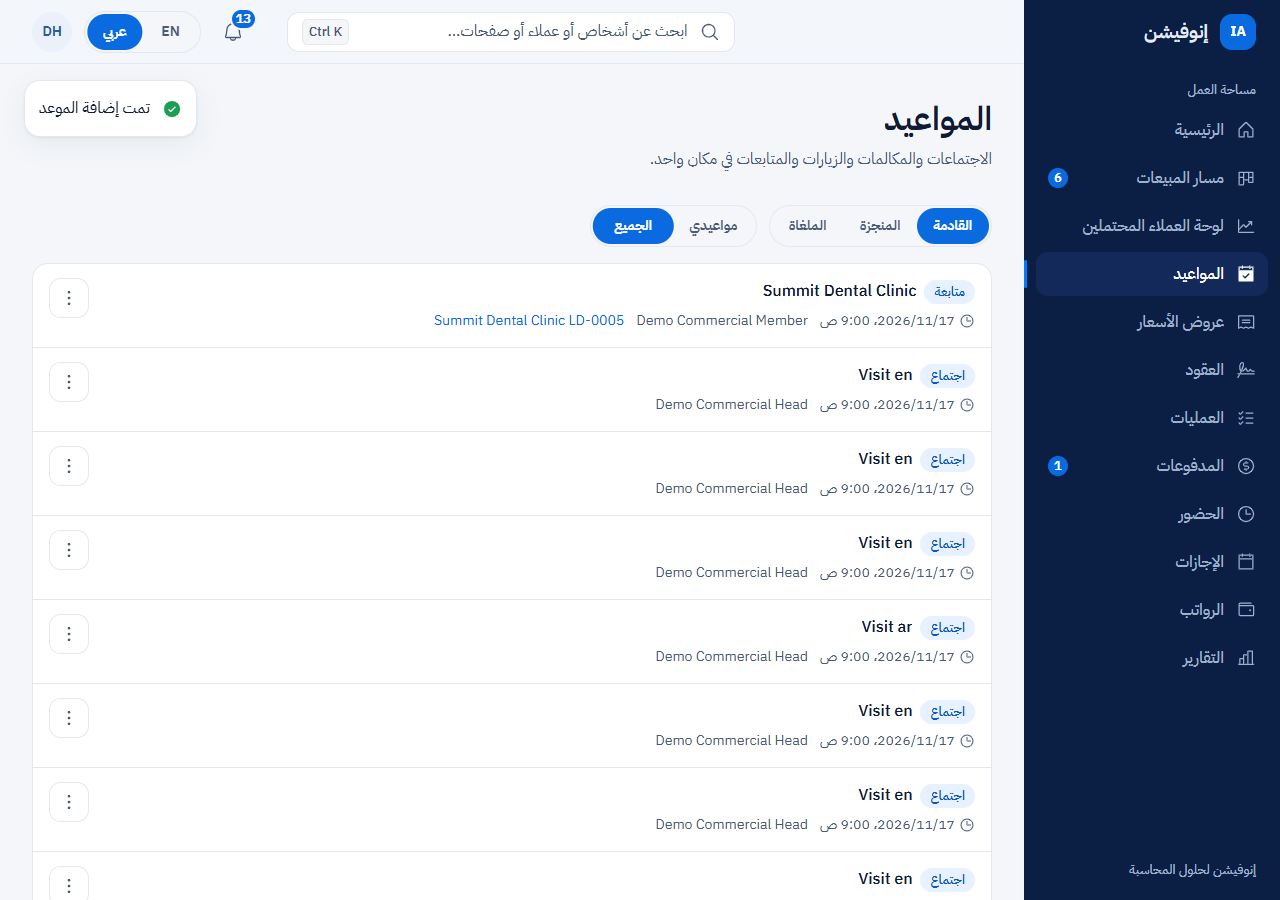 IA إنوفيشن
مساحة العمل
الرئيسية
مسار المبيعات 6
لوحة العملاء المحتملين
المواعيد
عروض الأسعار
العقود
العمليات
المدفوعات 1
الحضور
الإجازات
الرواتب
التقارير
إنوفيشن لحلول المحاسبة
ابحث عن أشخاص أو عملاء أو صفحات... Ctrl K
13
EN عربي
DH
تمت إضافة الموعد
المواعيد
الاجتماعات والمكالمات والزيارات والمتابعات في مكان واحد.
القادمة المنجزة الملغاة
مواعيدي الجميع
متابعة Summit Dental Clinic
2026/11/17، 9:00 ص Demo Commercial Member Summit Dental Clinic LD-0005
اجتماع Visit en
2026/11/17، 9:00 ص Demo Commercial Head
اجتماع Visit en
2026/11/17، 9:00 ص Demo Commercial Head
اجتماع Visit en
2026/11/17، 9:00 ص Demo Commercial Head
اجتماع Visit ar
2026/11/17، 9:00 ص Demo Commercial Head
اجتماع Visit en
2026/11/17، 9:00 ص Demo Commercial Head
اجتماع Visit en
2026/11/17، 9:00 ص Demo Commercial Head
اجتماع Visit en